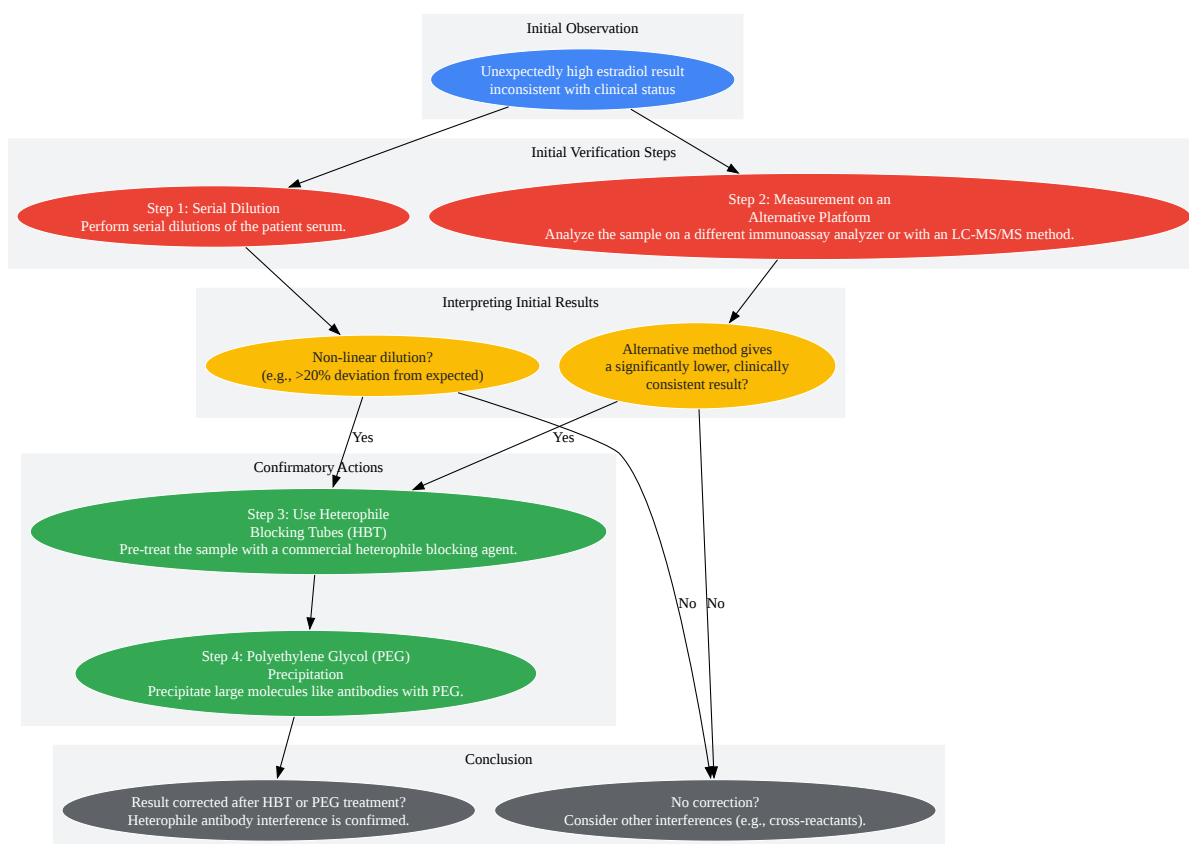 Initial Observation
Unexpectedly high estradiol result
inconsistent with clinical status
Initial Verification Steps
Step 1: Serial Dilution
Perform serial dilutions of the patient serum.
Step 2: Measurement on an
Alternative Platform
Analyze the sample on a different immunoassay analyzer or with an LC-MS/MS method.
Interpreting Initial Results
Non-linear dilution?
(e.g., >20% deviation from expected)
Alternative method gives
a significantly lower, clinically
consistent result?
Yes
Yes
Confirmatory Actions
Step 3: Use Heterophile
Blocking Tubes (HBT)
Pre-treat the sample with a commercial heterophile blocking agent.
No
No
Step 4: Polyethylene Glycol (PEG)
Precipitation
Precipitate large molecules like antibodies with PEG.
Conclusion
Result corrected after HBT or PEG treatment?
Heterophile antibody interference is confirmed.
No correction?
Consider other interferences (e.g., cross-reactants).